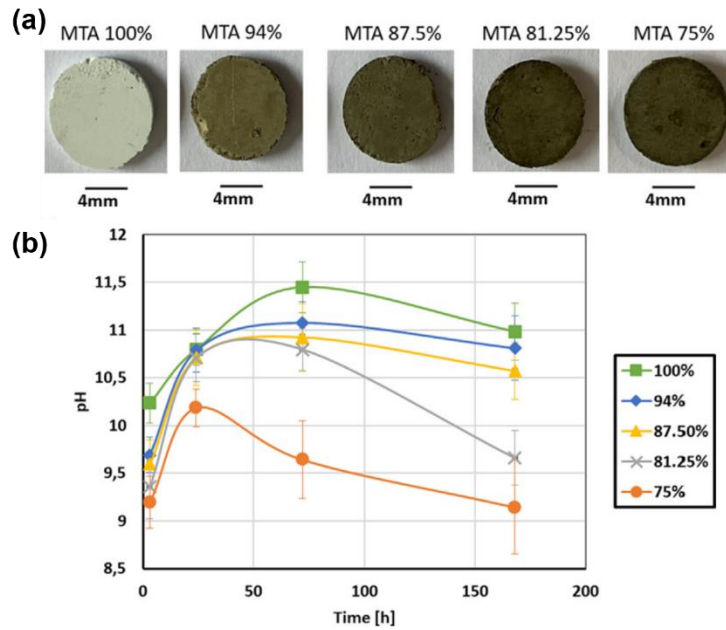 (a)
MTA 100% MTA 94% MTA 87.5% MTA 81.25% MTA 75%
4mm 4mm 4mm 4mm 4mm
(b)
12
11,5
11
10,5
10
9,5
9
8,5
pH
0 50 100 150 200
Time [h]
100%
94%
87.50%
81.25%
75%